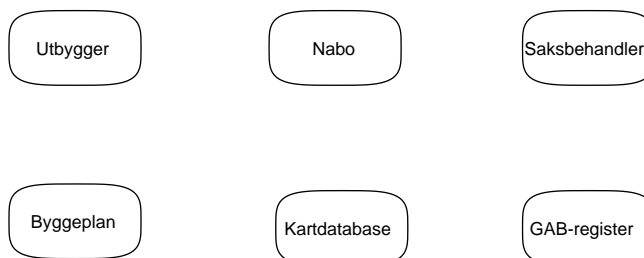 Utbygger
Nabo
Saksbehandler
Byggeplan
Kartdatabase
GAB-register